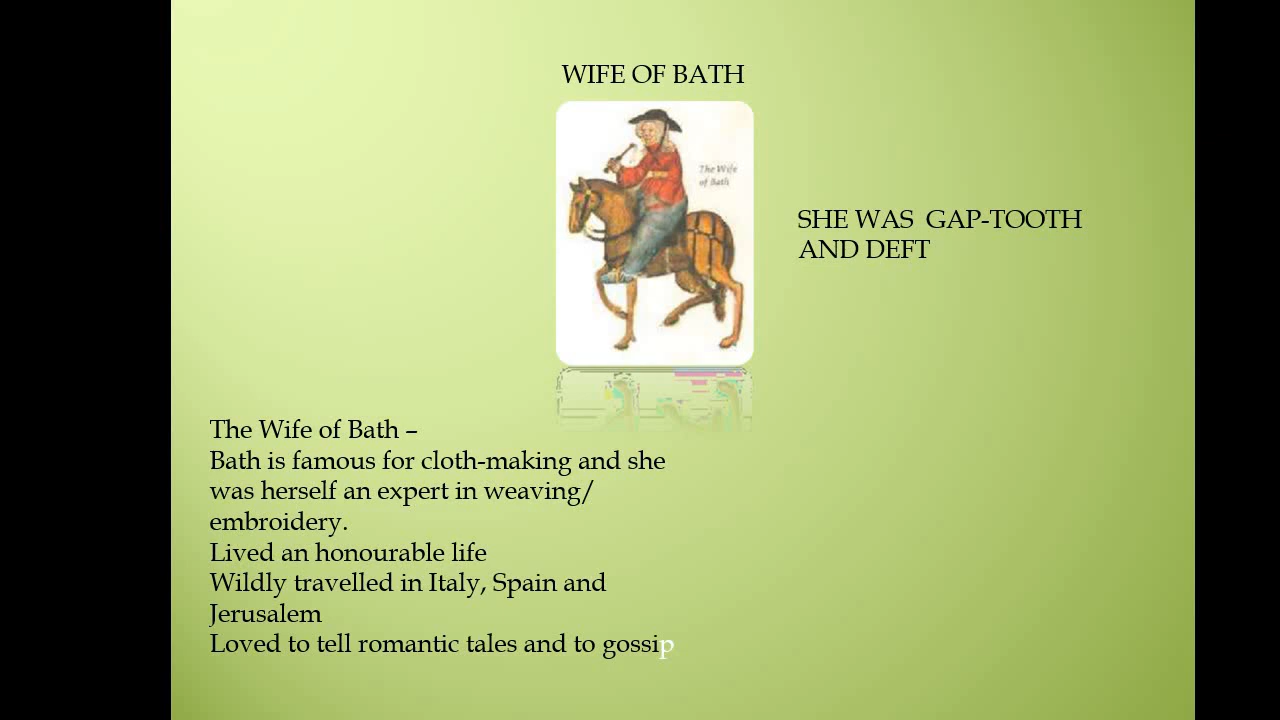 WIFE OF BATH
The Wife
of Bath
SHE WAS  GAP-TOOTH
AND DEFT
The Wife of Bath –
Bath is famous for cloth-making and she
was herself an expert in weaving/
embroidery.
Lived an honourable life
Wildly travelled in Italy, Spain and
Jerusalem
Loved to tell romantic tales and to gossip